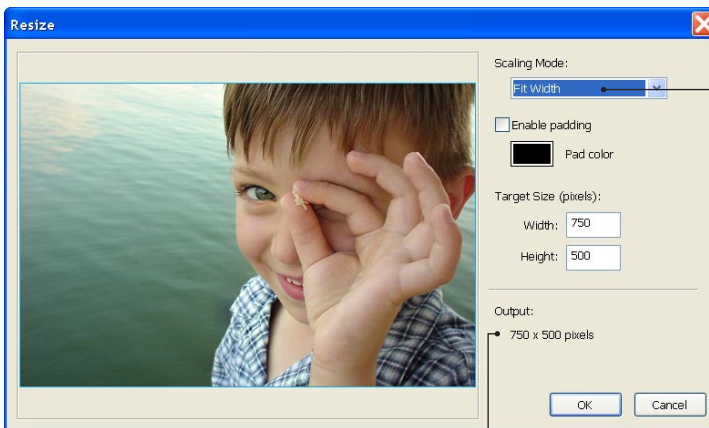 Resize
Scaling Mode:
Fit Width
Enable padding
Pad color
Target Size (pixels):
Width: 750
Height: 500
Output:
750 x 500 pixels
OK Cancel